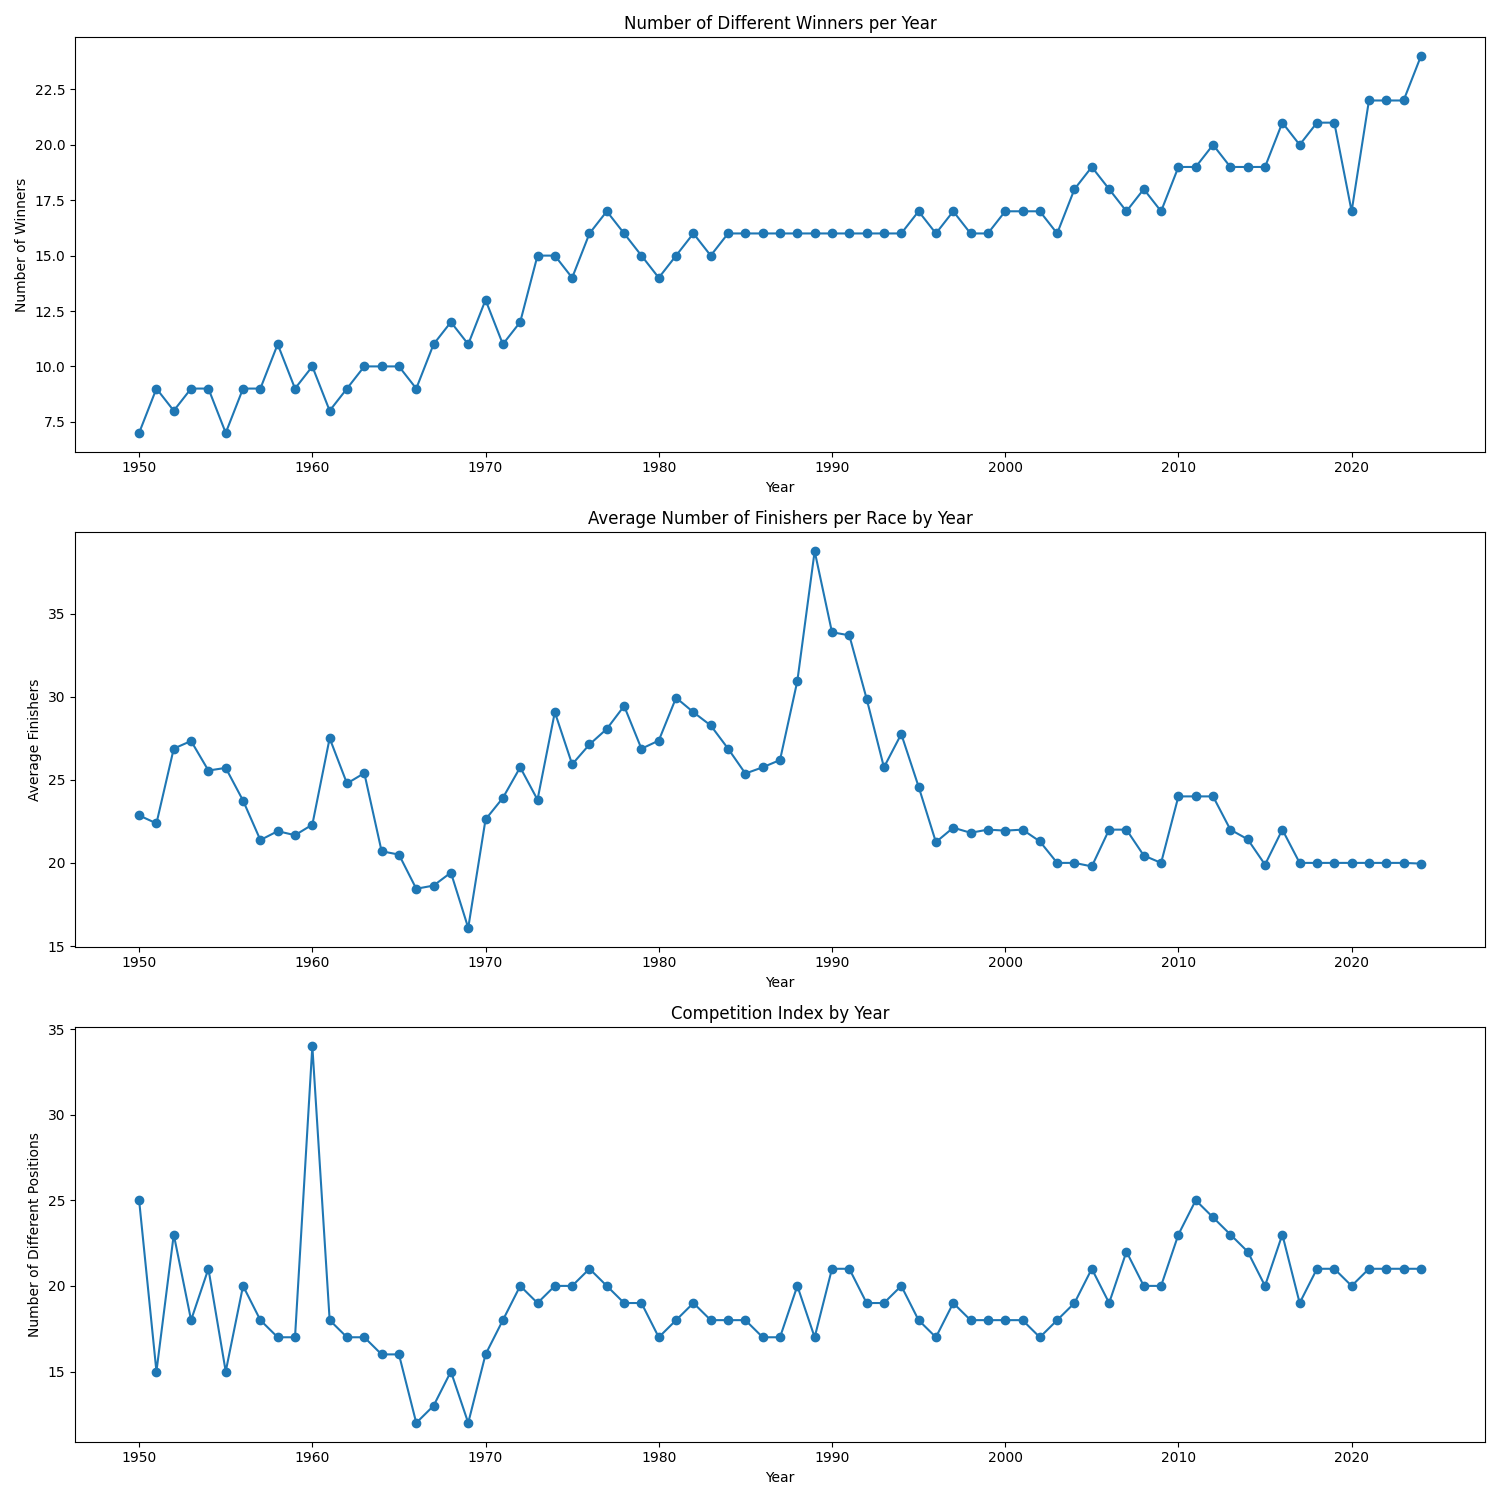 Number of Different Winners per Year
Number of Winners
22.5
20.0
17.5
15.0
12.5
10.0
7.5
1950 1960 1970 1980 1990 2000 2010 2020
Year
Average Number of Finishers per Race by Year
Average Finishers
35
30
25
20
15
1950 1960 1970 1980 1990 2000 2010 2020
Year
Competition Index by Year
Number of Different Positions
35
30
25
20
15
1950 1960 1970 1980 1990 2000 2010 2020
Year